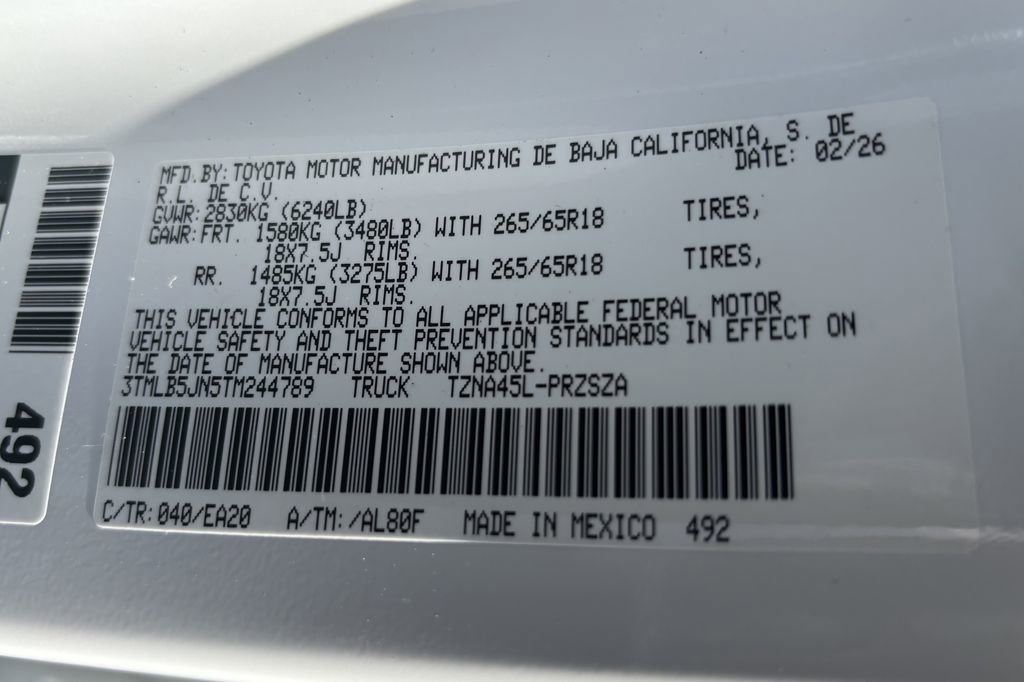 MFD.BY: TOYOTA MOTOR MANUFACTURING DE BAJA CALIFORNIA, S. DE
R.L. DE C.V. DATE: 02/26
GVWR: 2830KG (6240LB)
GAWR: FRT. 1580KG (3480LB) WITH 265/65R18 TIRES,
18X7.5J RIMS.
RR. 1485KG (3275LB) WITH 265/65R18 TIRES,
18X7.5J RIMS.
THIS VEHICLE CONFORMS TO ALL APPLICABLE FEDERAL MOTOR
VEHICLE SAFETY AND THEFT PREVENTION STANDARDS IN EFFECT ON
THE DATE OF MANUFACTURE SHOWN ABOVE.
3TMLB5JN5TM244789 TRUCK TZNA45L-PRZSZA
C/TR: 040/EA20 A/TM: /AL80F MADE IN MEXICO 492
492